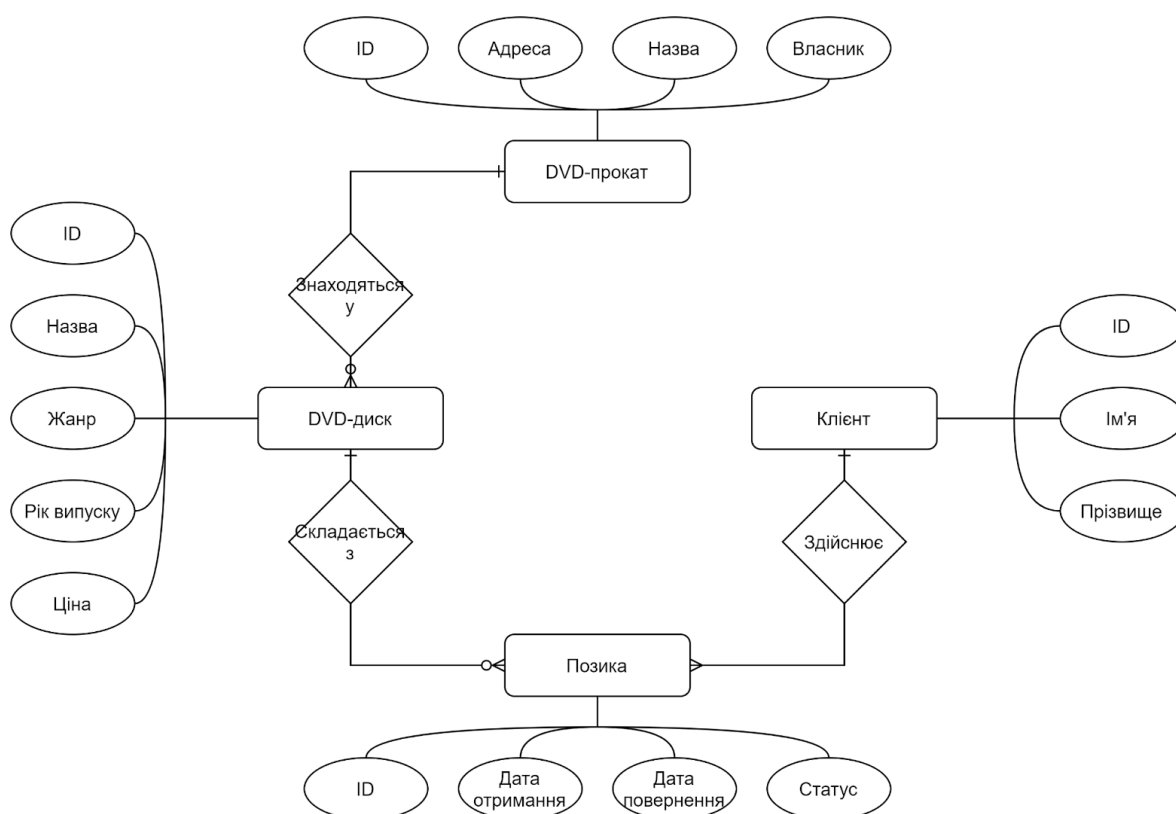 ID
Адреса
Назва
Власник
DVD-прокат
ID
Знаходяться
у
Назва
ID
Жанр
DVD-диск
Клієнт
Ім'я
Рік випуску
Складається
з
Здійснює
Прізвище
Ціна
Позика
ID
Дата
отримання
Дата
повернення
Статус